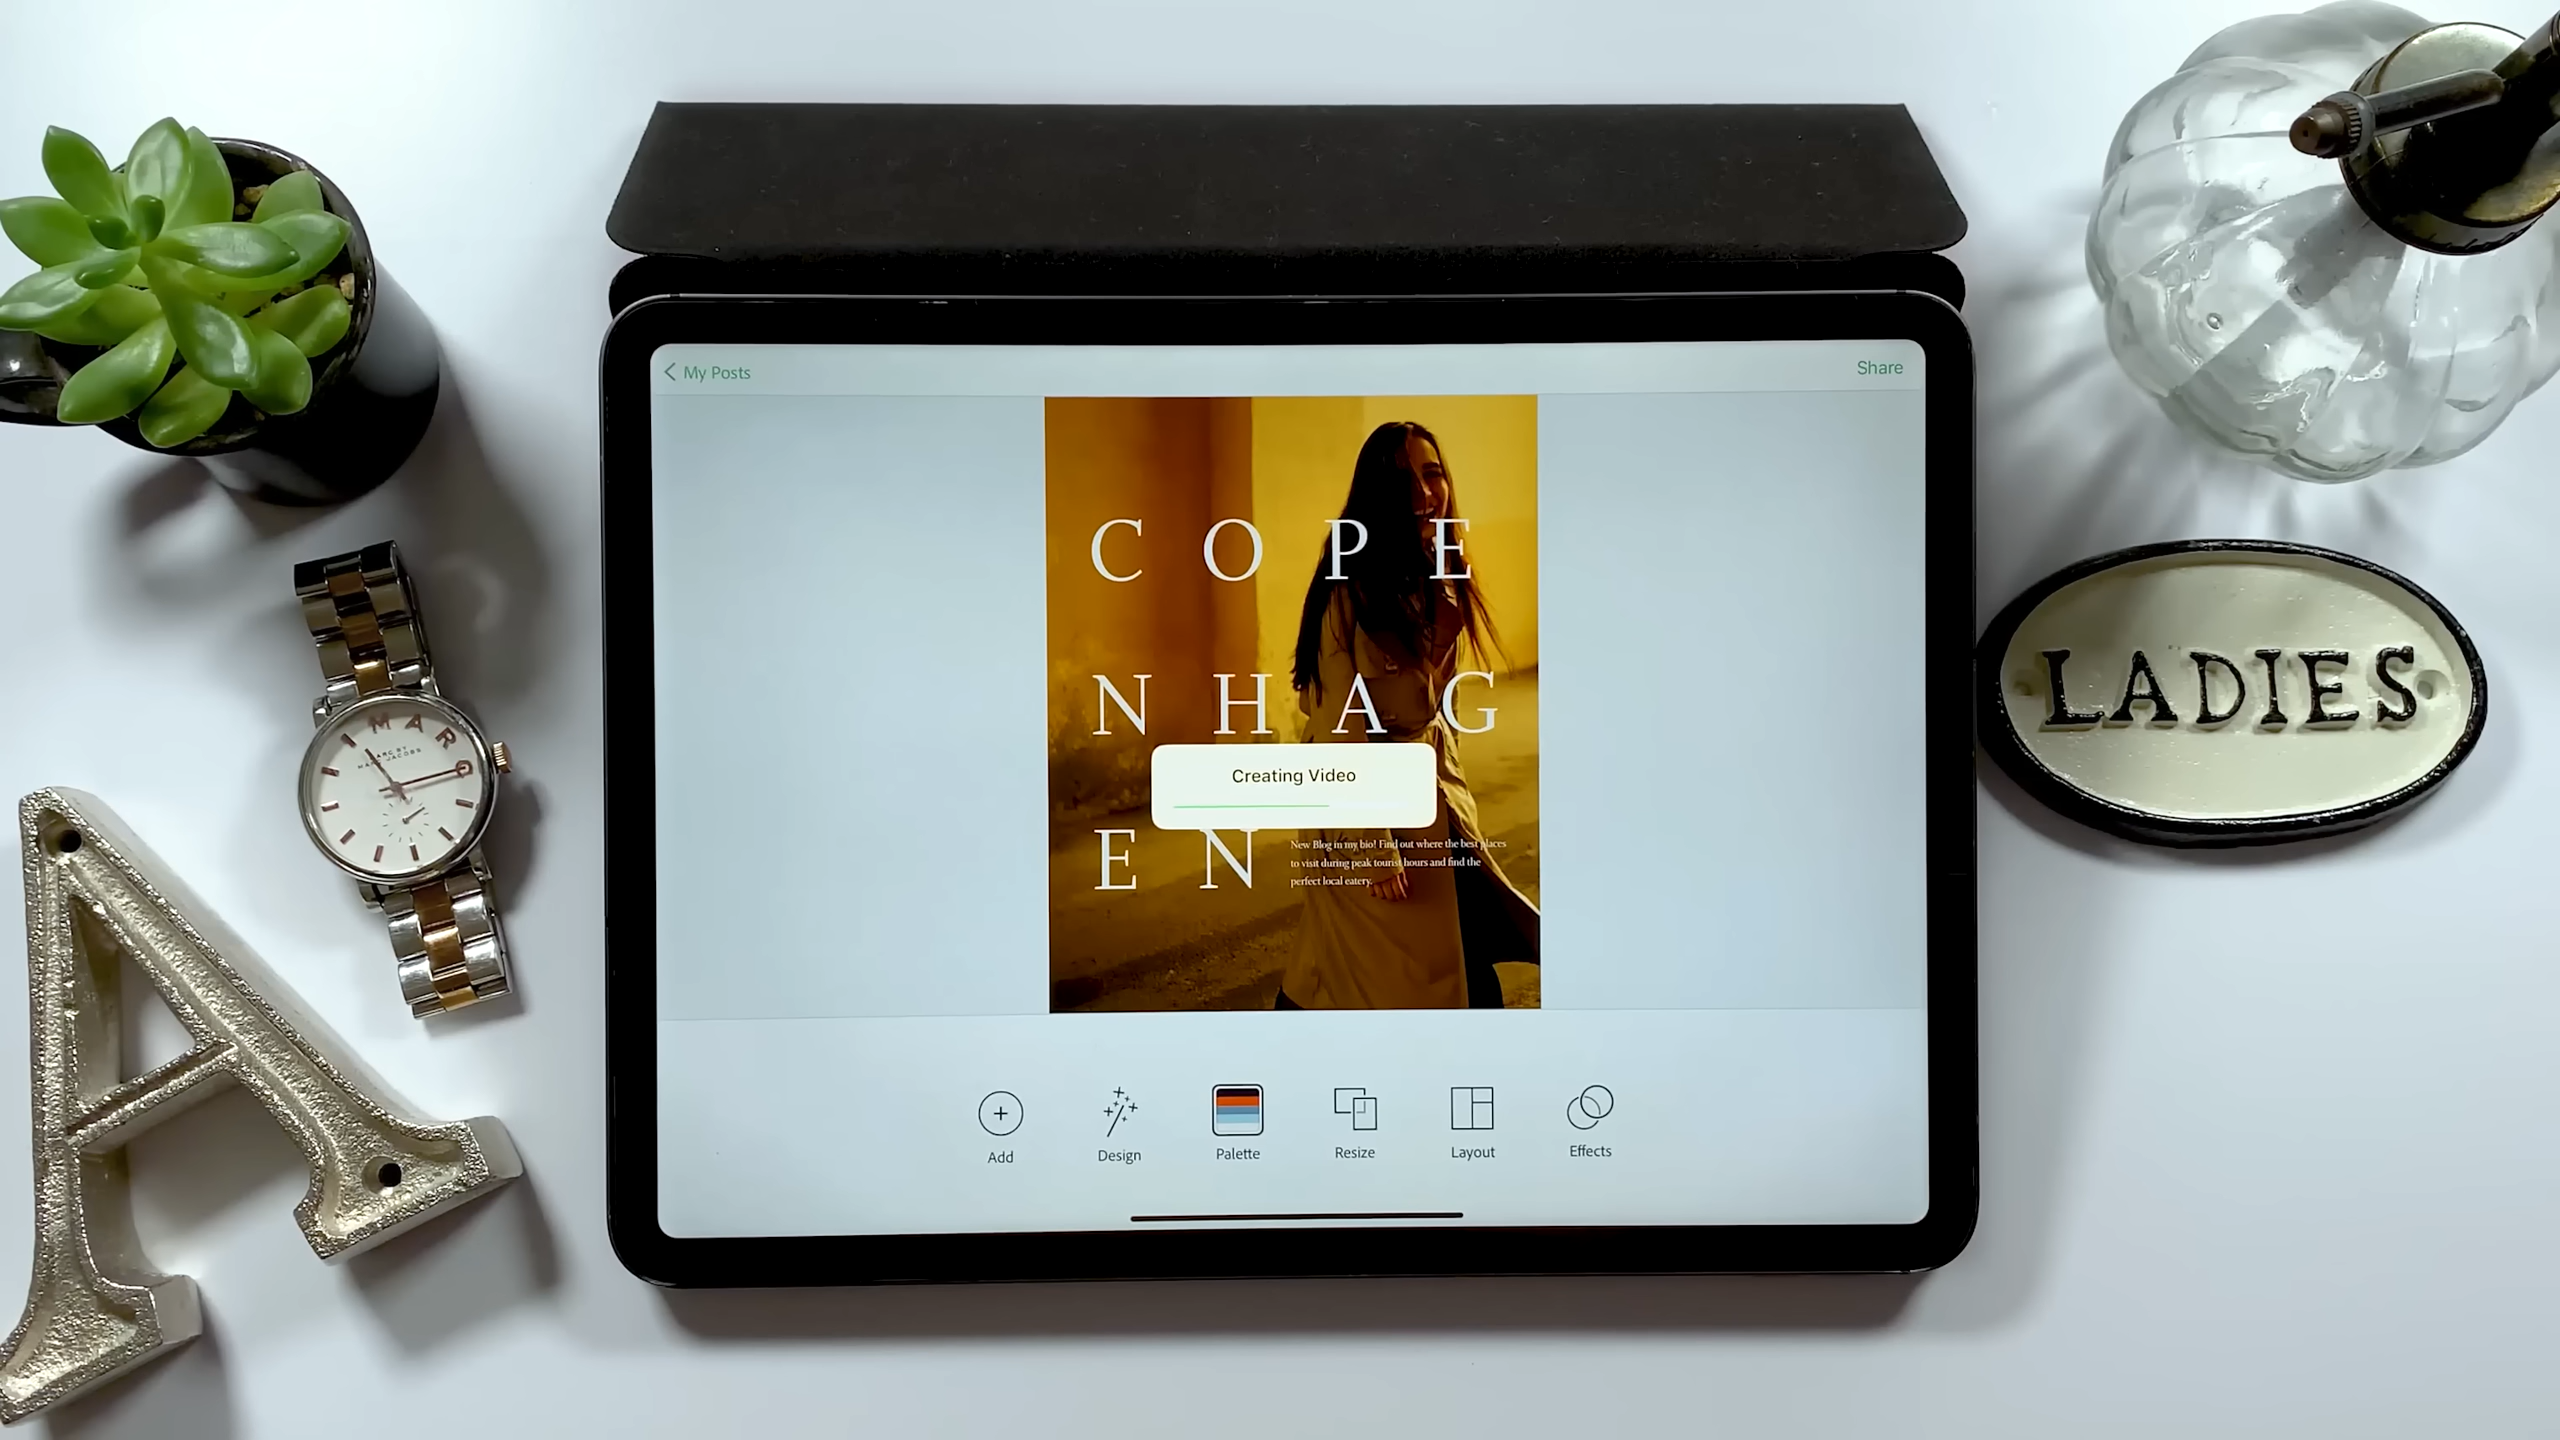 My Posts
Share
C O P E
N H A G
Creating Video
E N
New Blog in my bio! Find out where the best places
to visit during peak tourist hours and find the
perfect local eatery.
Add
Design
Palette
Resize
Layout
Effects
LADIES
M A R C
MARC BY
MARC JACOBS
A